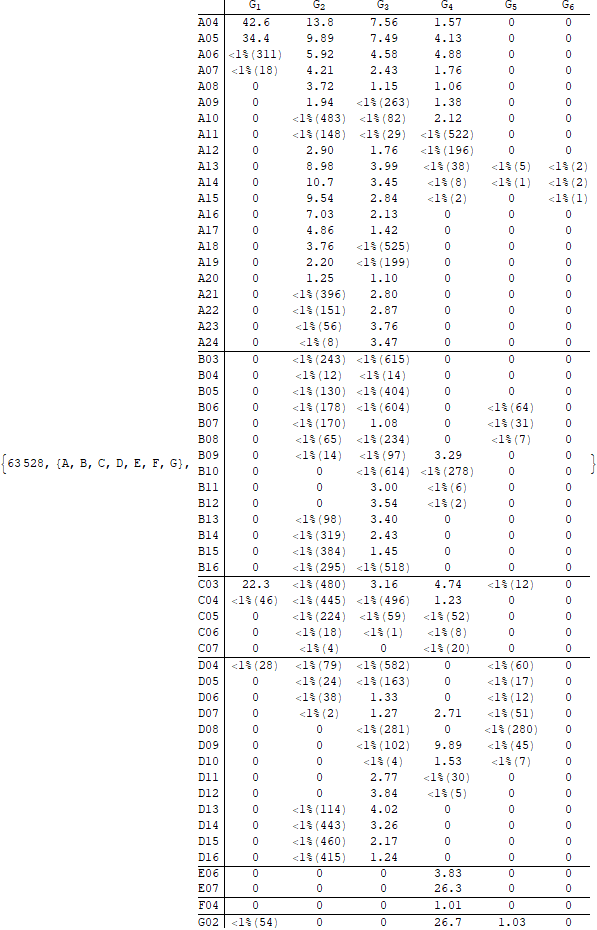 G1 G2 G3 G4 G5 G6
A04 42.6 13.8 7.56 1.57 0 0
A05 34.4 9.89 7.49 4.13 0 0
A06 <1%(311) 5.92 4.58 4.88 0 0
A07 <1%(18) 4.21 2.43 1.76 0 0
A08 0 3.72 1.15 1.06 0 0
A09 0 1.94 <1%(263) 1.38 0 0
A10 0 <1%(483) <1%(82) 2.12 0 0
A11 0 <1%(148) <1%(29) <1%(522) 0 0
A12 0 2.90 1.76 <1%(196) 0 0
A13 0 8.98 3.99 <1%(38) <1%(5) <1%(2)
A14 0 10.7 3.45 <1%(8) <1%(1) <1%(2)
A15 0 9.54 2.84 <1%(2) 0 <1%(1)
A16 0 7.03 2.13 0 0 0
A17 0 4.86 1.42 0 0 0
A18 0 3.76 <1%(525) 0 0 0
A19 0 2.20 <1%(199) 0 0 0
A20 0 1.25 1.10 0 0 0
A21 0 <1%(396) 2.80 0 0 0
A22 0 <1%(151) 2.87 0 0 0
A23 0 <1%(56) 3.76 0 0 0
A24 0 <1%(8) 3.47 0 0 0
B03 0 <1%(243) <1%(615) 0 0 0
B04 0 <1%(12) <1%(14) 0 0 0
B05 0 <1%(130) <1%(404) 0 0 0
B06 0 <1%(178) <1%(604) 0 <1%(64) 0
B07 0 <1%(170) 1.08 0 <1%(31) 0
B08 0 <1%(65) <1%(234) 0 <1%(7) 0
B09 0 <1%(14) <1%(97) 3.29 0 0
{63528, {A, B, C, D, E, F, G}, B10 0 0 <1%(614) <1%(278) 0 0 }
B11 0 0 3.00 <1%(6) 0 0
B12 0 0 3.54 <1%(2) 0 0
B13 0 <1%(98) 3.40 0 0 0
B14 0 <1%(319) 2.43 0 0 0
B15 0 <1%(384) 1.45 0 0 0
B16 0 <1%(295) <1%(518) 0 0 0
C03 22.3 <1%(480) 3.16 4.74 <1%(12) 0
C04 <1%(46) <1%(445) <1%(496) 1.23 0 0
C05 0 <1%(224) <1%(59) <1%(52) 0 0
C06 0 <1%(18) <1%(1) <1%(8) 0 0
C07 0 <1%(4) 0 <1%(20) 0 0
D04 <1%(28) <1%(79) <1%(582) 0 <1%(60) 0
D05 0 <1%(24) <1%(163) 0 <1%(17) 0
D06 0 <1%(38) 1.33 0 <1%(12) 0
D07 0 <1%(2) 1.27 2.71 <1%(51) 0
D08 0 0 <1%(281) 0 <1%(280) 0
D09 0 0 <1%(102) 9.89 <1%(45) 0
D10 0 0 <1%(4) 1.53 <1%(7) 0
D11 0 0 2.77 <1%(30) 0 0
D12 0 0 3.84 <1%(5) 0 0
D13 0 <1%(114) 4.02 0 0 0
D14 0 <1%(443) 3.26 0 0 0
D15 0 <1%(460) 2.17 0 0 0
D16 0 <1%(415) 1.24 0 0 0
E06 0 0 0 3.83 0 0
E07 0 0 0 26.3 0 0
F04 0 0 0 1.01 0 0
G02 <1%(54) 0 0 26.7 1.03 0